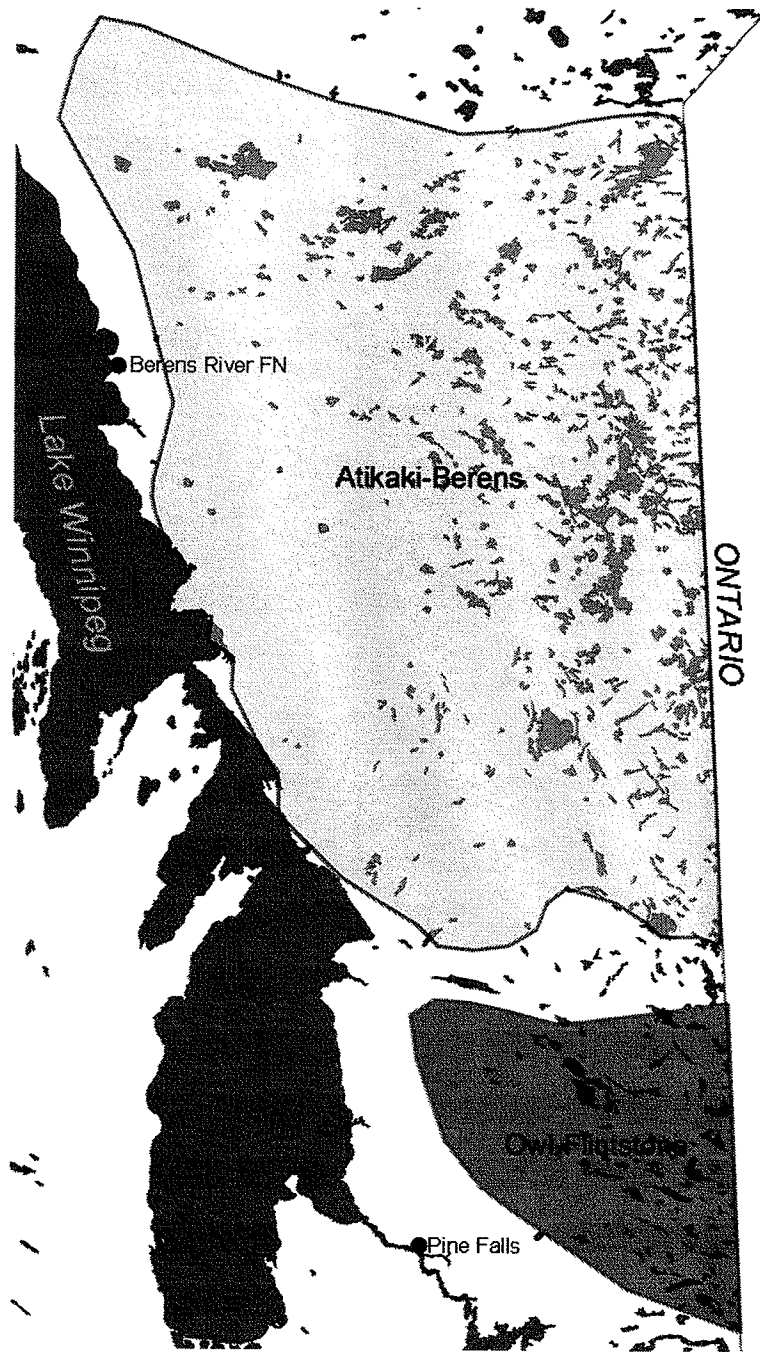 Berens River FN
Lake Winnipeg
Atikaki-Berens
ONTARIO
Owl-Flintstone
Pine Falls